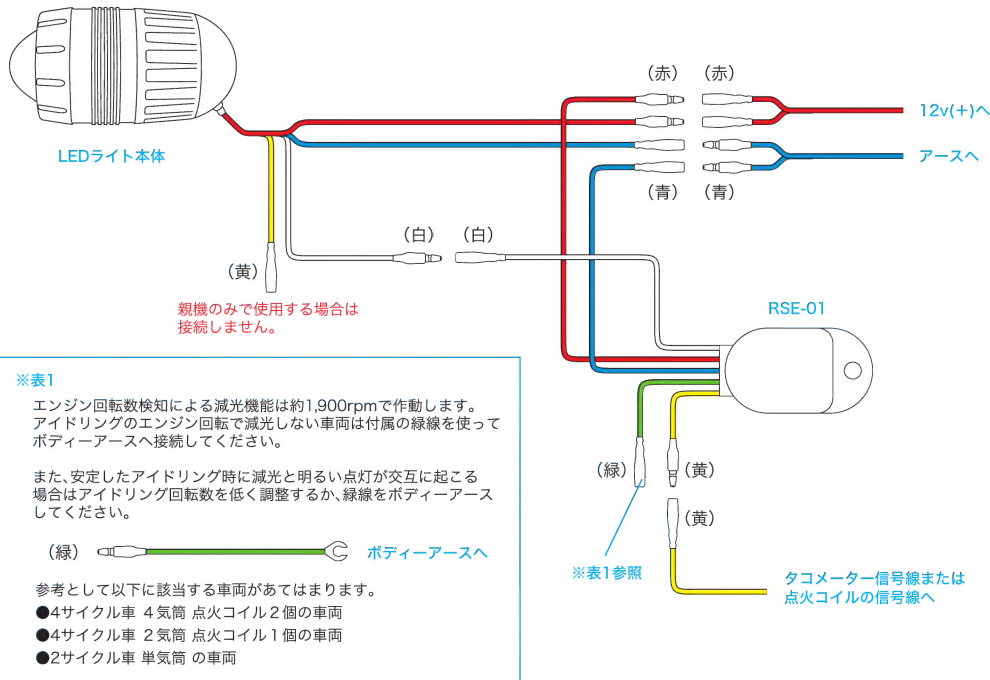 (赤)
(赤)
12v(+)へ
LEDライト本体
アースへ
(青)
(青)
(白)
(白)
(黄)
親機のみで使用する場合は
接続しません。
RSE-01
※表1
エンジン回転数検知による減光機能は約1,900rpmで作動します。
アイドリングのエンジン回転で減光しない車両は付属の緑線を使って
ボディーアースへ接続してください。
また、安定したアイドリング時に減光と明るい点灯が交互に起こる
場合はアイドリング回転数を低く調整するか、緑線をボディーアース
してください。
(緑)
ボディーアースへ
参考として以下に該当する車両があてはまります。
●4サイクル車 4気筒 点火コイル2個の車両
●4サイクル車 2気筒 点火コイル1個の車両
●2サイクル車 単気筒 の車両
(緑)
(黄)
(黄)
※表1参照
タコメーター信号線または
点火コイルの信号線へ